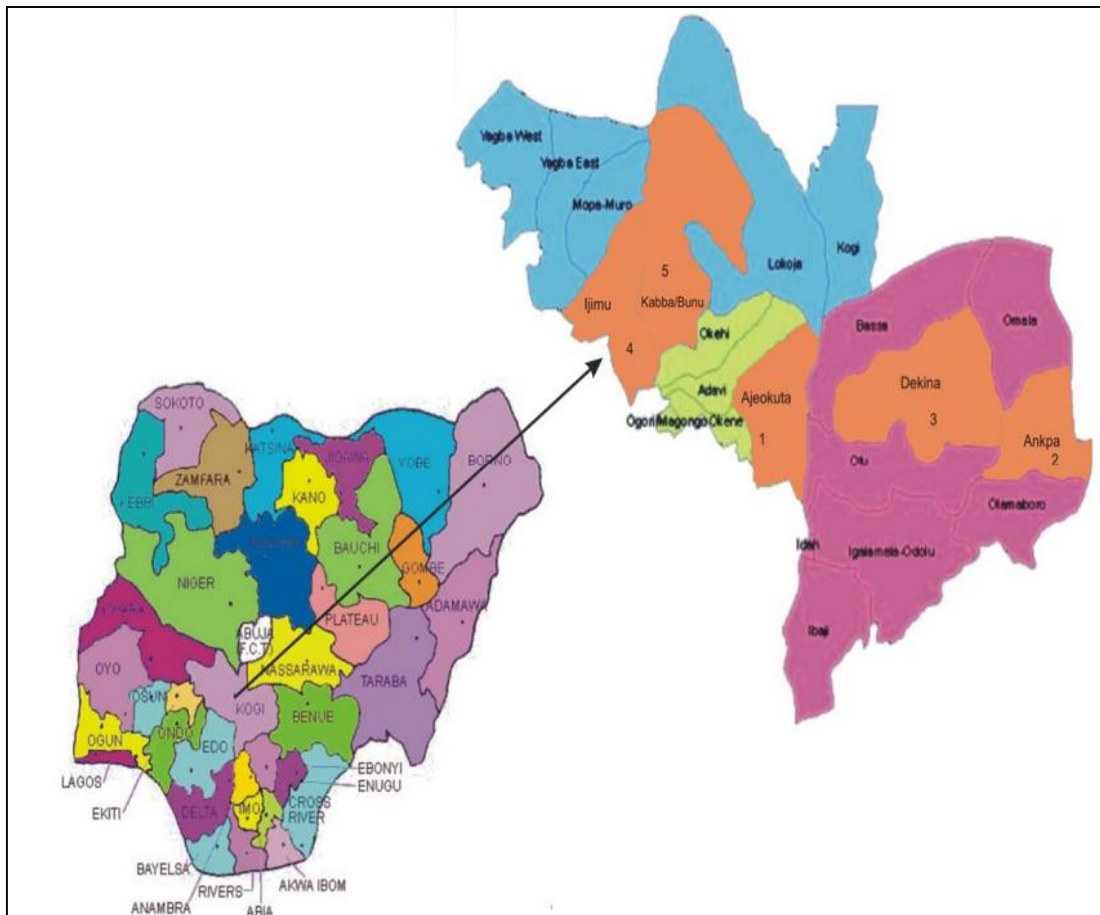 Yagba West
Yagba East
Mopa-Muro
5
Kabba/Bunu
Ijimu
4
Lokoja
Kogi
Okehi
Adavi
Ogori/Magongo
Okene
Ajeokuta
1
Bassa
Omala
Dekina
3
Ankpa
2
Ofu
Olamaboro
Idah
Igalamela-Odolu
Ibaji
SOKOTO
KATSINA
JIGAWA
YOBE
BORNO
ZAMFARA
KANO
KEBBI
BAUCHI
GOMBE
NIGER
ADAMAWA
PLATEAU
ABUJA
(F.C.T)
NASSARAWA
OYO
TARABA
OSUN
KOGI
BENUE
OGUN
ONDO
EDO
EBONYI
LAGOS
ENUGU
EKITI
DELTA
IMO
CROSS
RIVER
BAYELSA
RIVERS
AKWA IBOM
ANAMBRA
ABIA